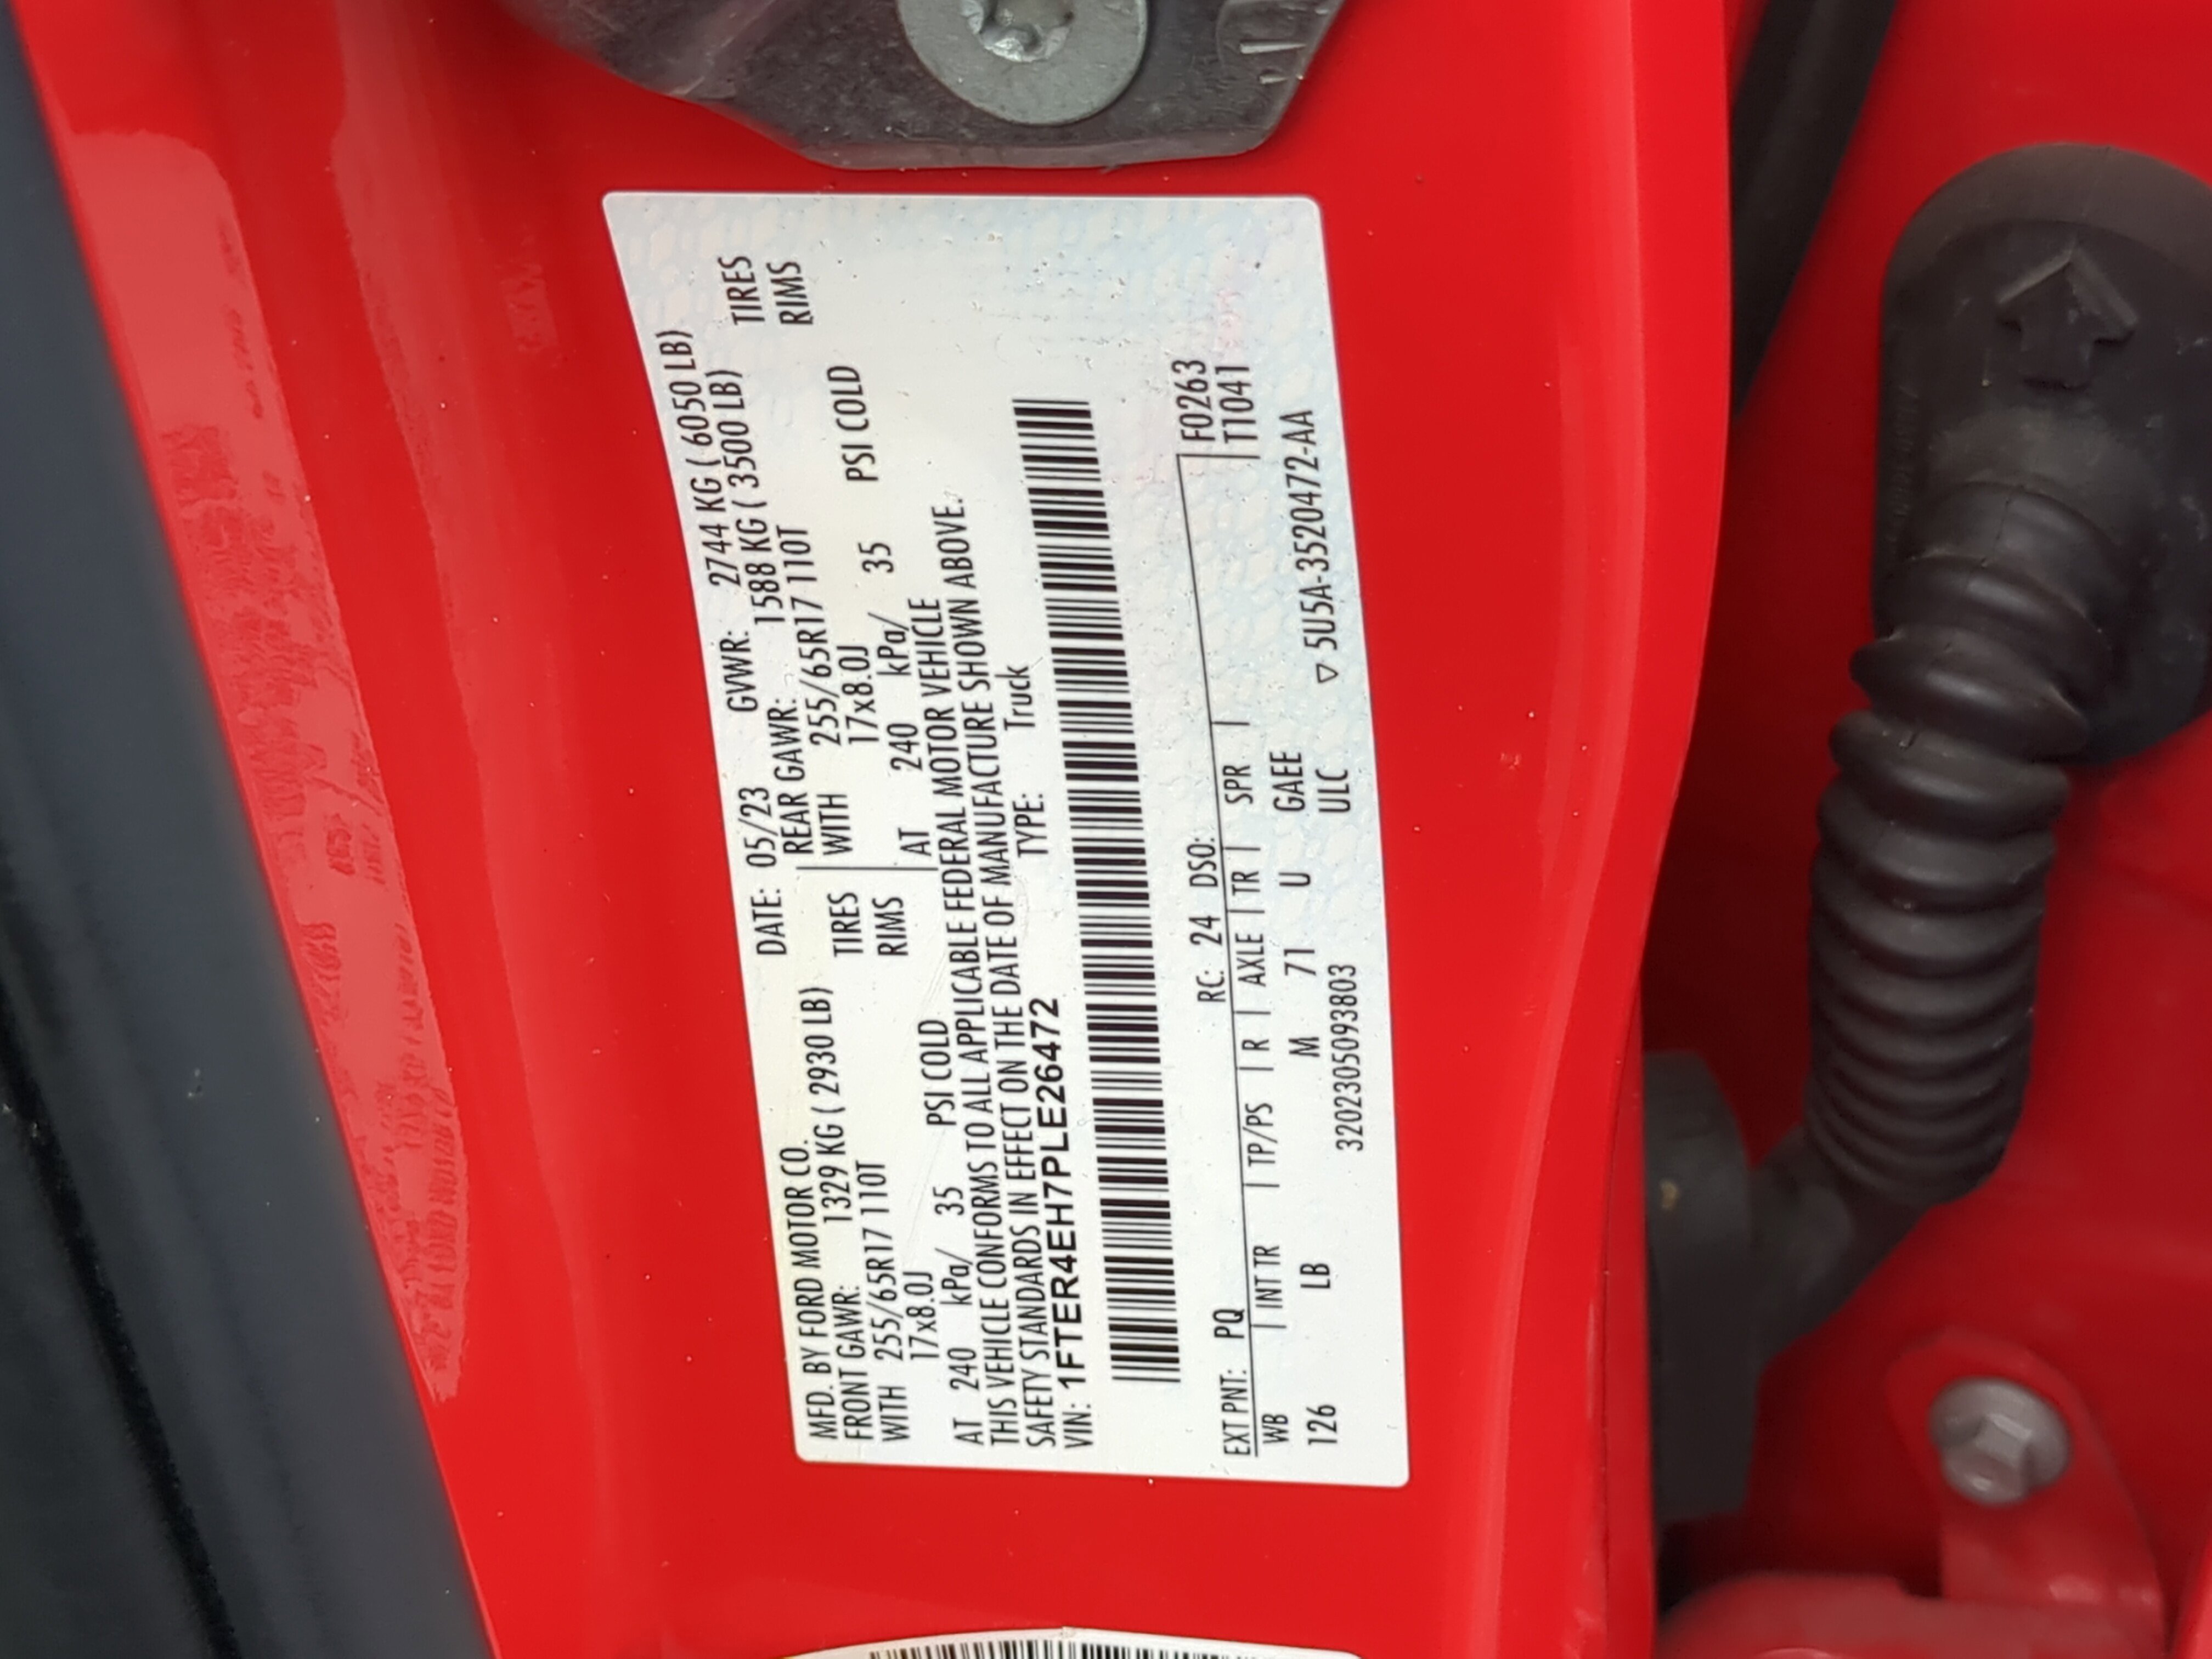 MFD. BY FORD MOTOR CO. DATE: 05/23 GVWR: 2744 KG ( 6050 LB)
FRONT GAWR: 1329 KG ( 2930 LB) REAR GAWR: 1588 KG ( 3500 LB)
WITH 255/65R17 110T TIRES WITH 255/65R17 110T TIRES
17x8.0J RIMS 17x8.0J RIMS
AT 240 kPa/ 35 PSI COLD AT 240 kPa/ 35 PSI COLD
THIS VEHICLE CONFORMS TO ALL APPLICABLE FEDERAL MOTOR VEHICLE
SAFETY STANDARDS IN EFFECT ON THE DATE OF MANUFACTURE SHOWN ABOVE.
VIN: 1FTER4EH7PLE26472 TYPE: Truck
EXT PNT: PQ RC: 24 DSO: F0263
WB INT TR TP/PS R AXLE TR SPR T1041
126 LB M 71 U GAEE
3202305093803 ULC ▽ 5U5A-3520472-AA